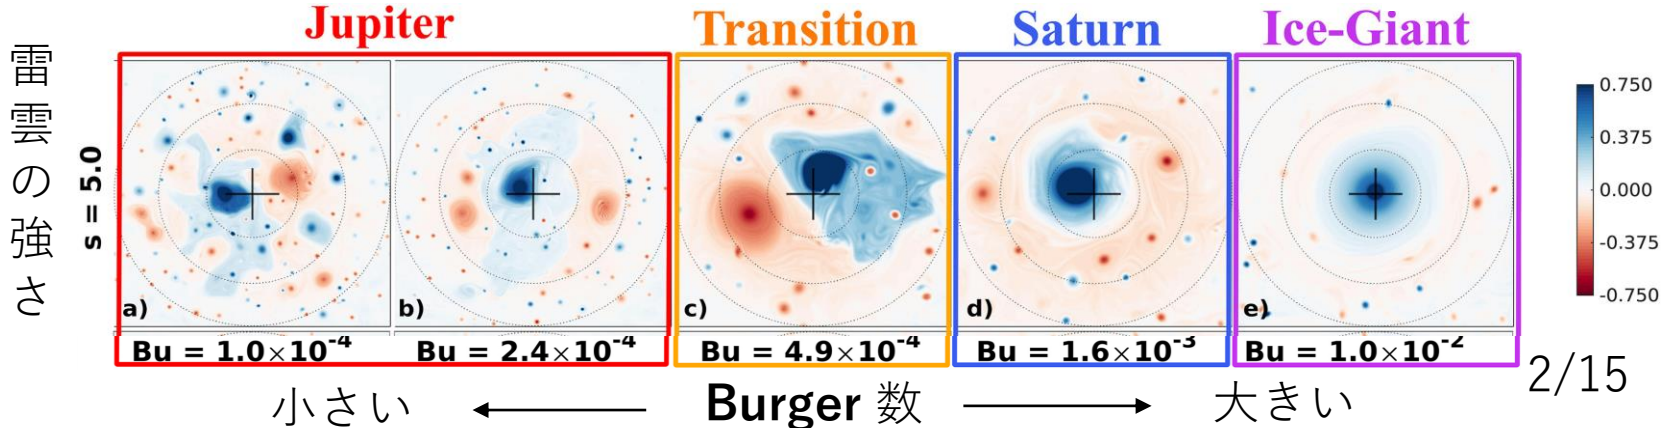 Jupiter
Transition
Saturn
Ice-Giant
雷雲の強さ
s = 5.0
a)
b)
c)
d)
e)
0.750
0.375
0.000
-0.375
-0.750
Bu = 1.0×10-4
Bu = 2.4×10-4
Bu = 4.9×10-4
Bu = 1.6×10-3
Bu = 1.0×10-2
2/15
小さい
Burger 数
大きい